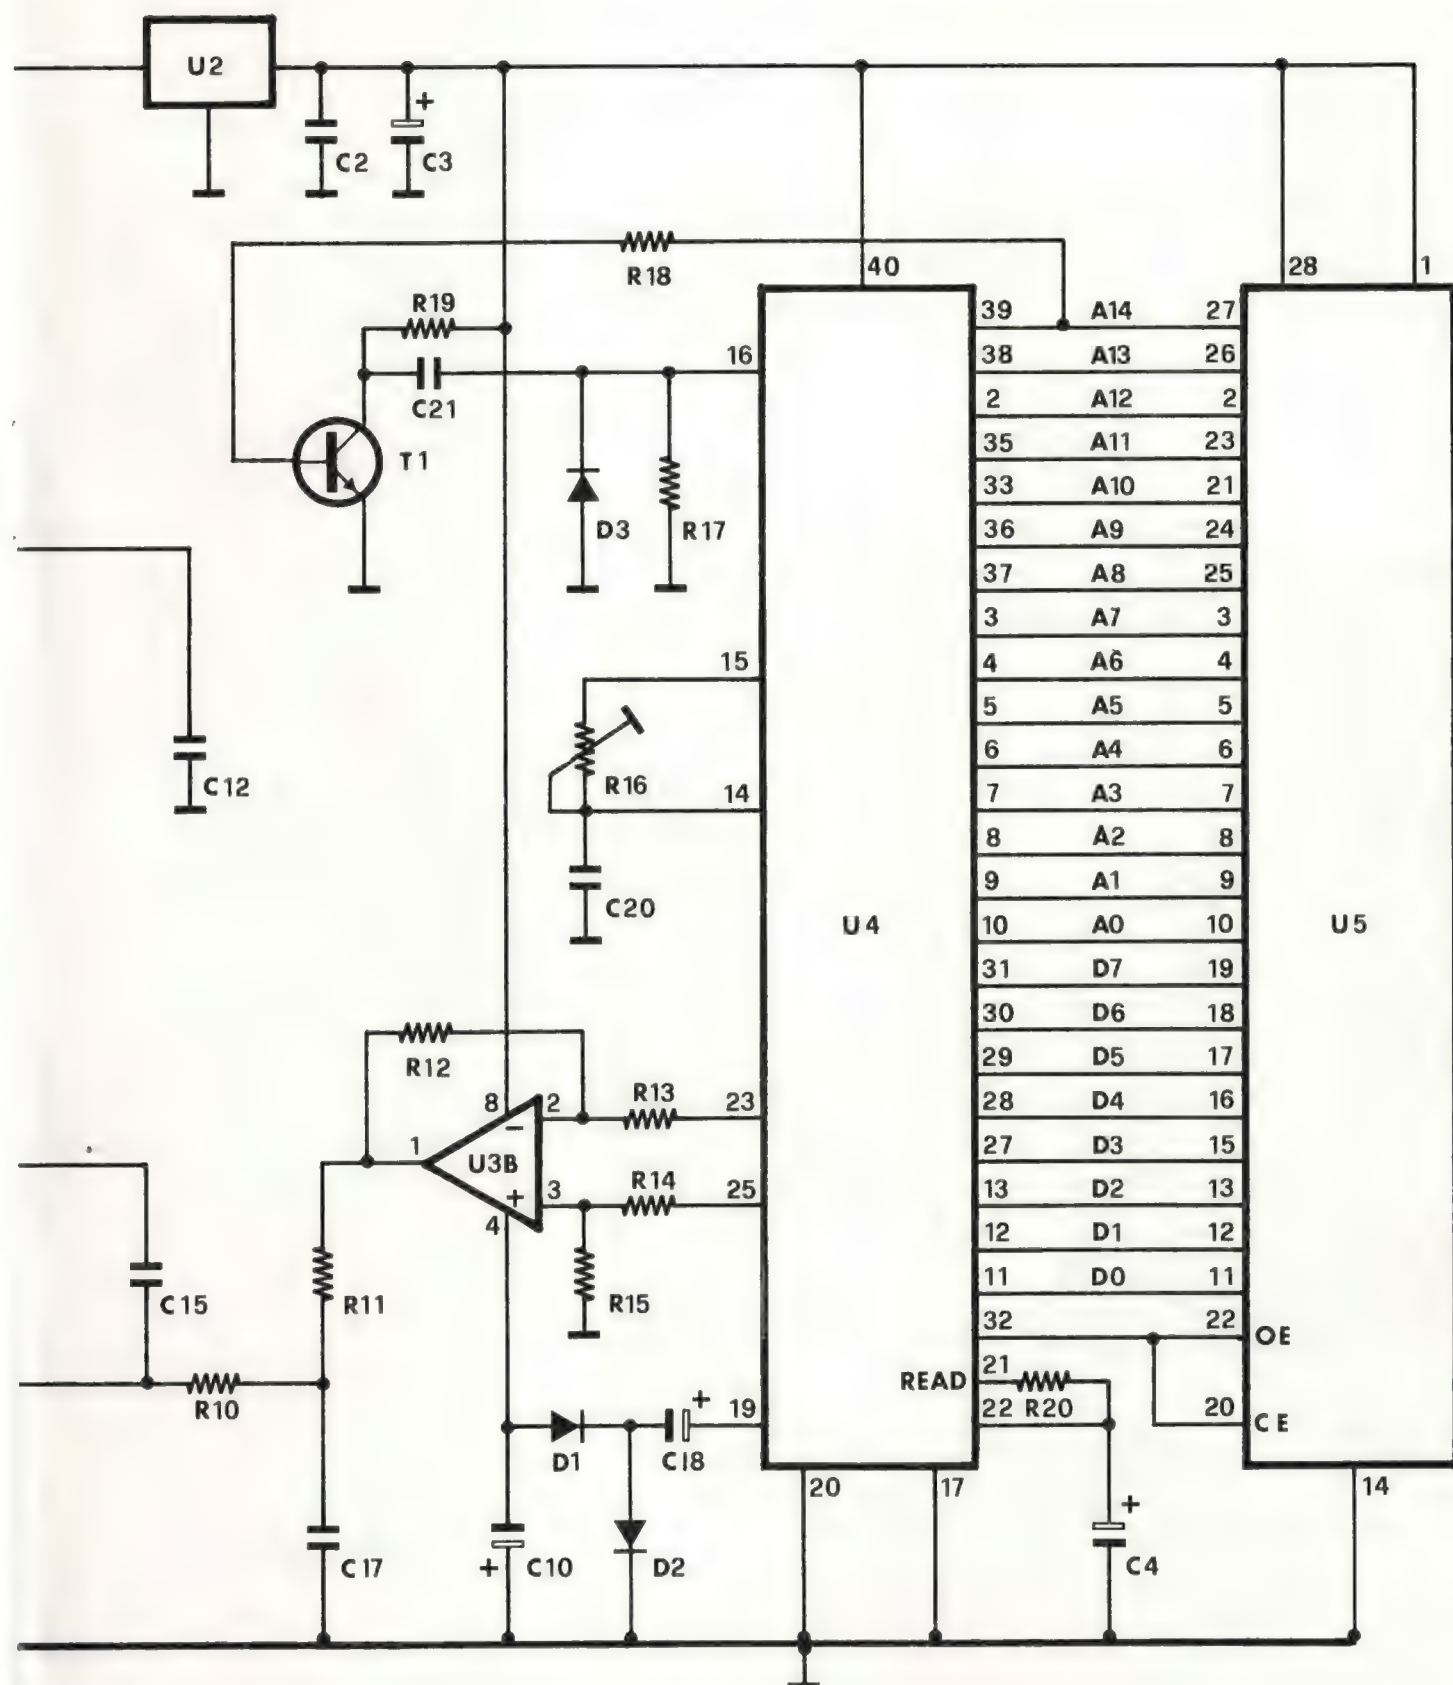 U2
+
C2
C3
R18
40
28
1
R19
39 A14 27
16
38 A13 26
C21
2 A12 2
T1
35 A11 23
33 A10 21
D3
R17
36 A9 24
37 A8 25
3 A7 3
15
4 A6 4
5 A5 5
6 A4 6
C12
R16
14
7 A3 7
8 A2 8
9 A1 9
C20
U4
10 A0 10
U5
31 D7 19
30 D6 18
R12
29 D5 17
8
2
R13
23
28 D4 16
−
1
U3B
27 D3 15
+
3
R14
25
13 D2 13
4
12 D1 12
C15
R11
R15
11 D0 11
32
22
OE
READ
21
R10
+
19
22
R20
20
CE
D1
C18
20
17
14
+
C17
+
C10
D2
C4